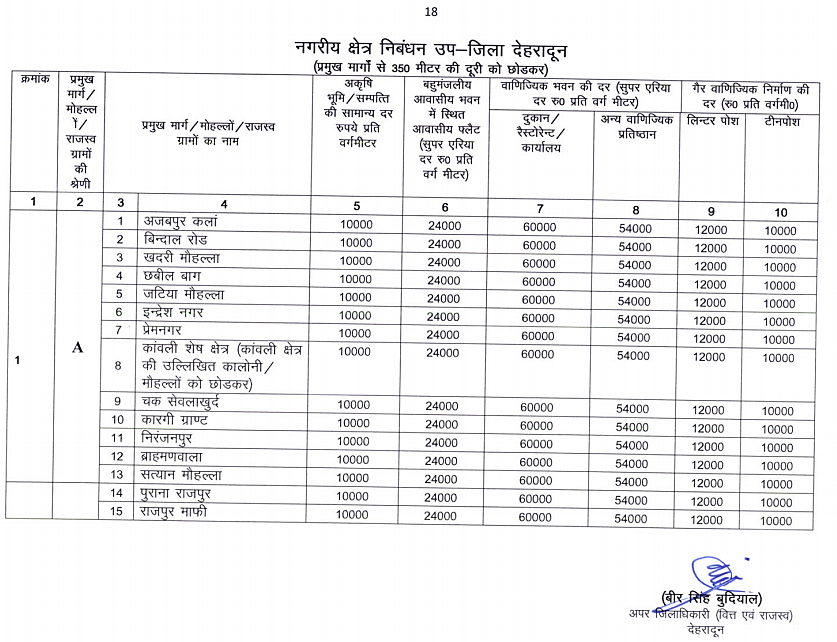 18
नगरीय क्षेत्र निबंधन उप–जिला देहरादून
(प्रमुख मार्गों से 350 मीटर की दूरी को छोडकर)
क्रमांक
प्रमुख
मार्ग/
मोहल्ल
ों/
राजस्व
ग्रामों
की
श्रेणी
प्रमुख मार्ग/मोहल्लों/राजस्व
ग्रामों का नाम
अकृषि
भूमि/सम्पत्ति
की सामान्य दर
रुपये प्रति
वर्गमीटर
बहुमंजलीय
आवासीय भवन
में स्थित
आवासीय फ्लैट
(सुपर एरिया
दर रु0 प्रति
वर्ग मीटर)
वाणिज्यिक भवन की दर (सुपर एरिया
दर रु0 प्रति वर्ग मीटर)
दुकान/
रैस्टोरेन्ट/
कार्यालय
अन्य वाणिज्यिक
प्रतिष्ठान
गैर वाणिज्यिक निर्माण की
दर (रु0 प्रति वर्गमी0)
लिन्टर पोश
टीनपोश
1 2 3 4 5 6 7 8 9 10
1 A
1 अजबपुर कलां 10000 24000 60000 54000 12000 10000
2 बिन्दाल रोड 10000 24000 60000 54000 12000 10000
3 खदरी मौहल्ला 10000 24000 60000 54000 12000 10000
4 छबील बाग 10000 24000 60000 54000 12000 10000
5 जटिया मौहल्ला 10000 24000 60000 54000 12000 10000
6 इन्द्रेश नगर 10000 24000 60000 54000 12000 10000
7 प्रेमनगर 10000 24000 60000 54000 12000 10000
8 कांवली शेष क्षेत्र (कांवली क्षेत्र 10000 24000 60000 54000 12000 10000
की उल्लिखित कालोनी/
मौहल्लों को छोडकर)
9 चक सेवलाखुर्द 10000 24000 60000 54000 12000 10000
10 कारगी ग्राण्ट 10000 24000 60000 54000 12000 10000
11 निरंजनपुर 10000 24000 60000 54000 12000 10000
12 ब्राहमणवाला 10000 24000 60000 54000 12000 10000
13 सत्यान मौहल्ला 10000 24000 60000 54000 12000 10000
14 पुराना राजपुर 10000 24000 60000 54000 12000 10000
15 राजपुर माफी 10000 24000 60000 54000 12000 10000
(बीर सिंह बुदियाल)
अपर जिलाधिकारी (वित्त एवं राजस्व)
देहरादून